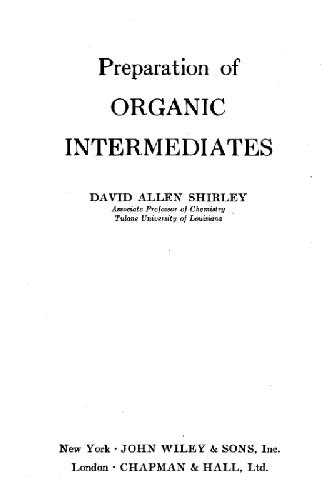 Preparation of
ORGANIC
INTERMEDIATES
DAVID ALLEN SHIRLEY
Associate Professor of Chemistry
Tulane University of Louisiana
New York · JOHN WILEY & SONS, Inc.
London · CHAPMAN & HALL, Ltd.